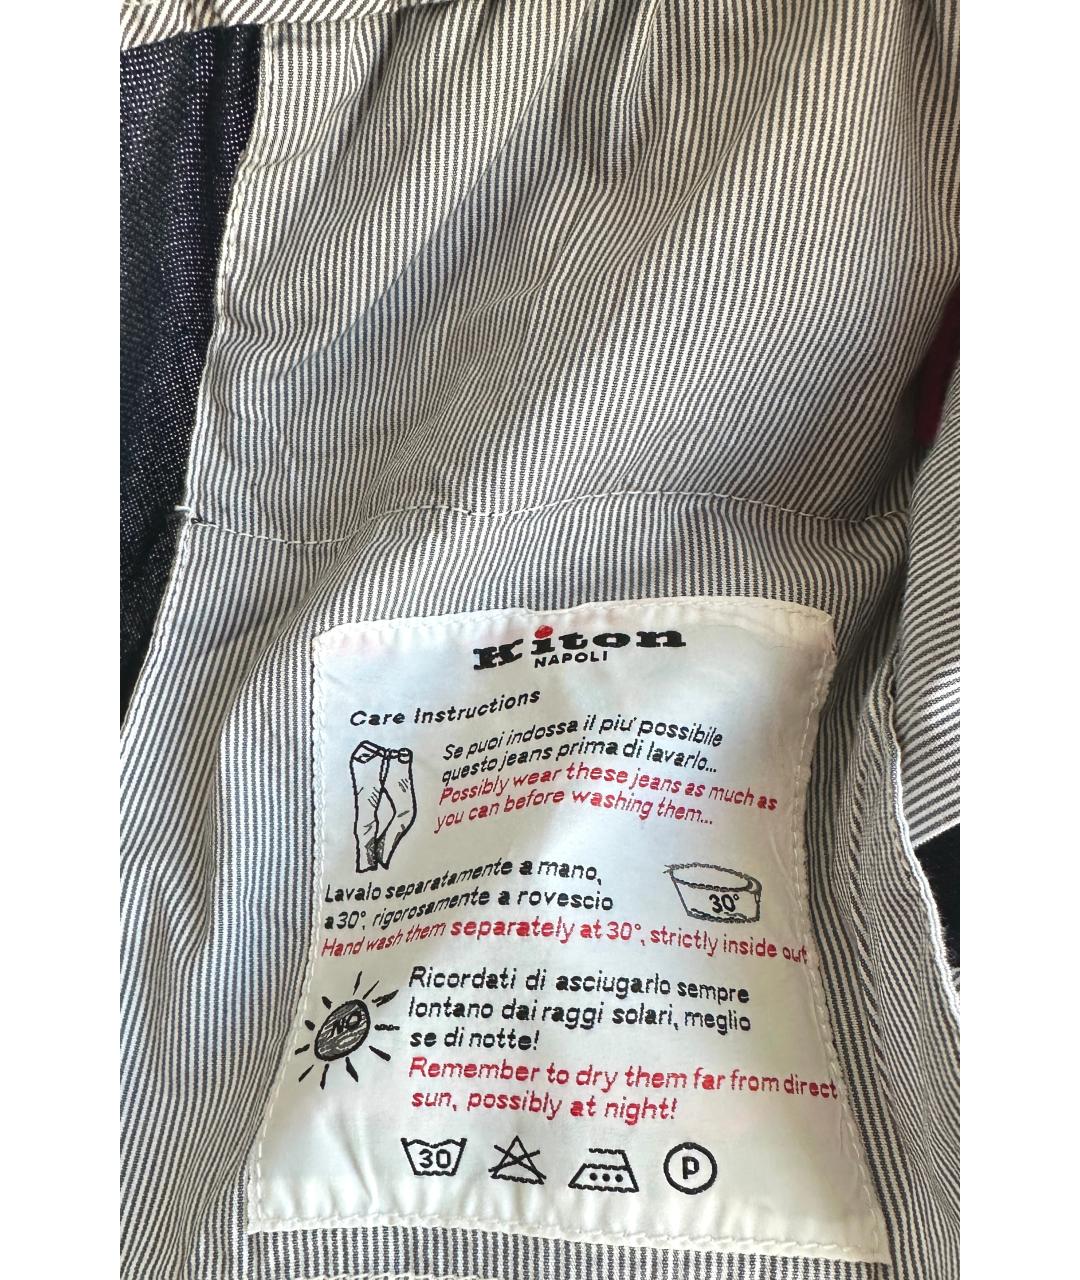 Kiton
NAPOLI
Care Instructions
Se puoi indossa il piu' possibile
questo jeans prima di lavarlo...
Possibly wear these jeans as much as
you can before washing them...
Lavalo separatamente a mano,
a 30°, rigorosamente a rovescio
30°
Hand wash them separately at 30°, strictly inside out
NO
Ricordati di asciugarlo sempre
lontano dai raggi solari, meglio
se di notte!
Remember to dry them far from direct
sun, possibly at night!
30
P